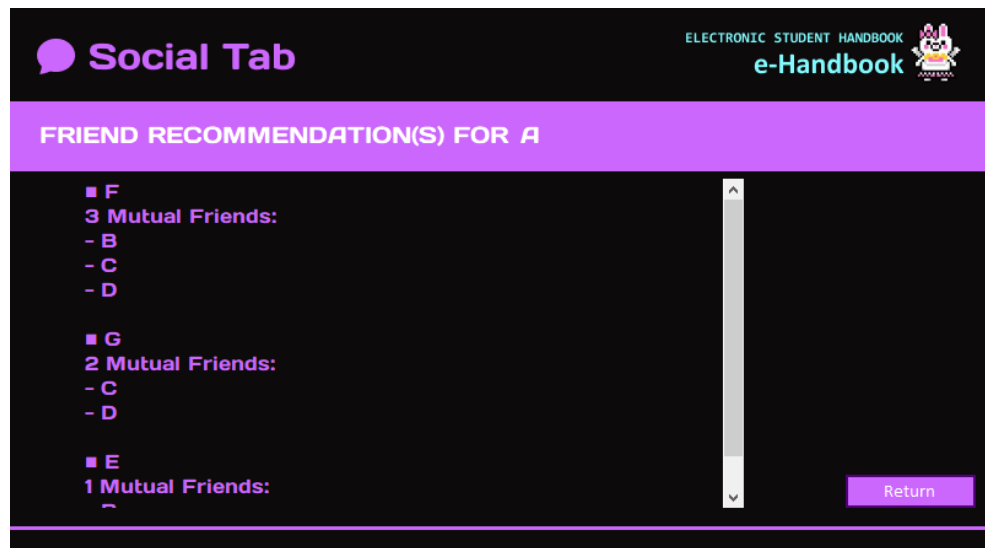 Social Tab
ELECTRONIC STUDENT HANDBOOK
e-Handbook
FRIEND RECOMMENDATION(S) FOR A
■ F
3 Mutual Friends:
- B
- C
- D
■ G
2 Mutual Friends:
- C
- D
■ E
1 Mutual Friends:
Return